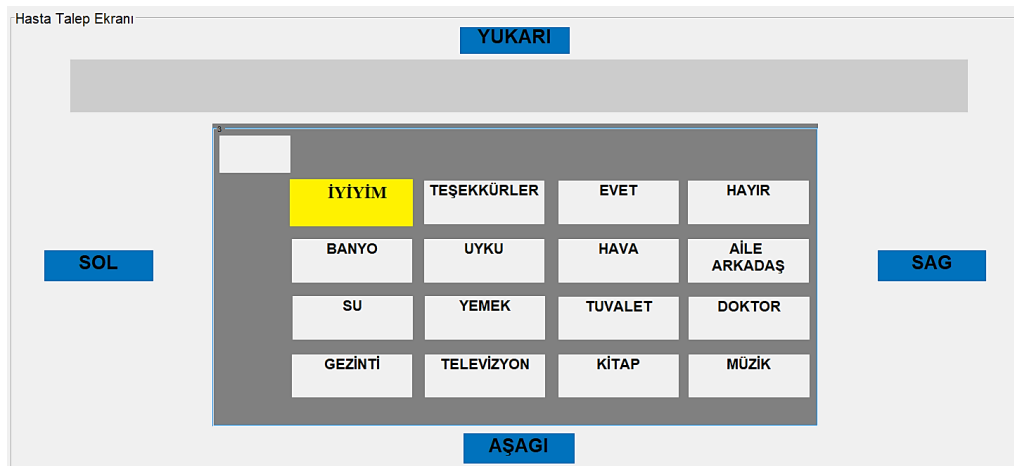 Hasta Talep Ekranı
YUKARI
3
İYİYİM TEŞEKKÜRLER EVET HAYIR
BANYO UYKU HAVA AİLE
ARKADAŞ
SOL SAG
SU YEMEK TUVALET DOKTOR
GEZİNTİ TELEVİZYON KİTAP MÜZİK
AŞAGI